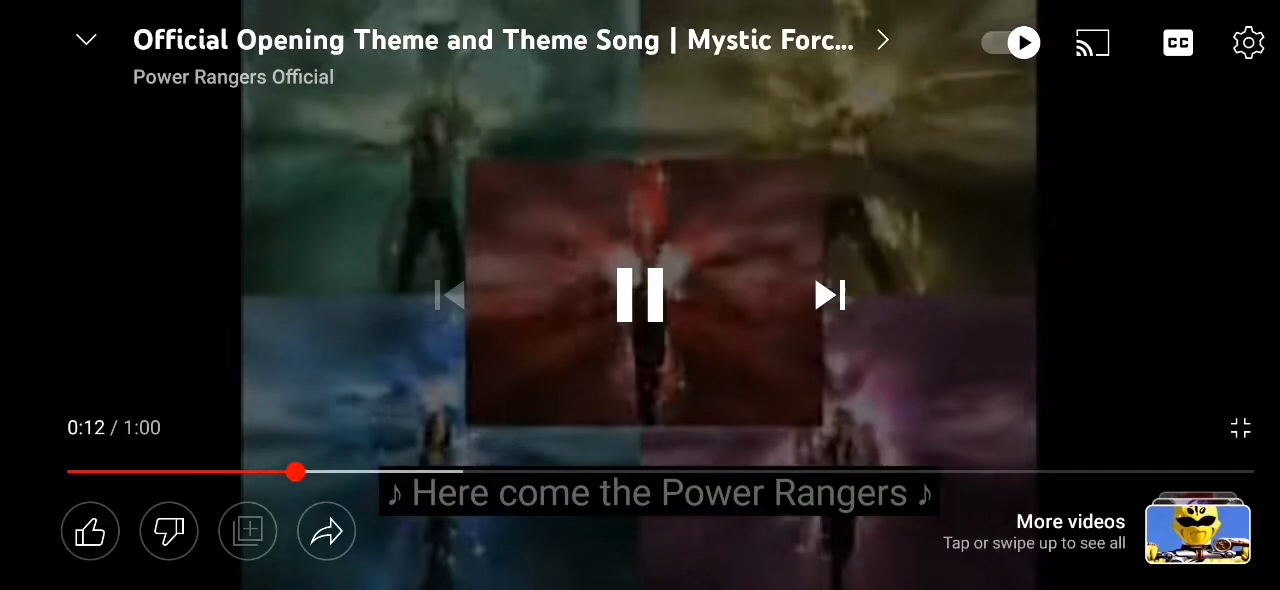 Official Opening Theme and Theme Song | Mystic Forc...
Power Rangers Official
CC
0:12 / 1:00
♪ Here come the Power Rangers ♪
More videos
Tap or swipe up to see all